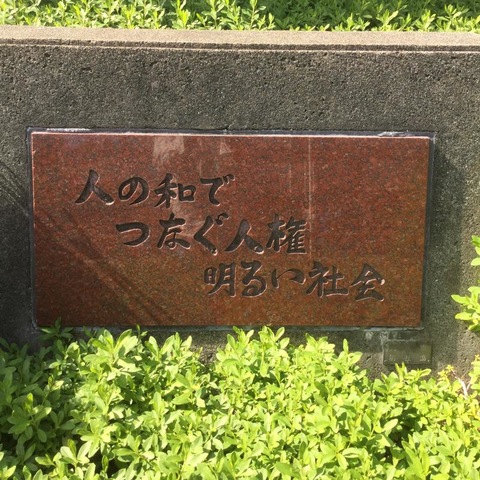 人の和で
つなぐ人権
明るい社会